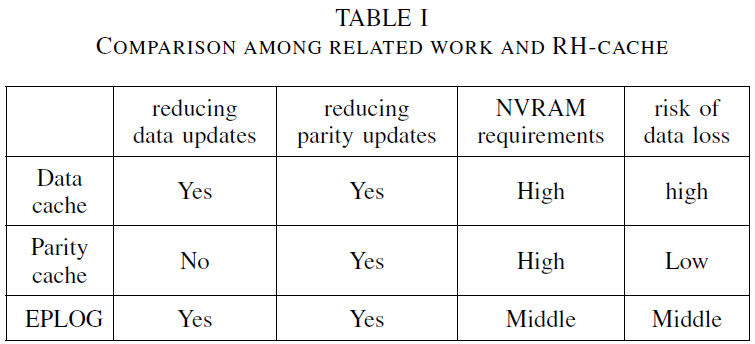 TABLE I
COMPARISON AMONG RELATED WORK AND RH-CACHE
reducing data updates reducing parity updates NVRAM requirements risk of data loss
Data cache Yes Yes High high
Parity cache No Yes High Low
EPLOG Yes Yes Middle Middle